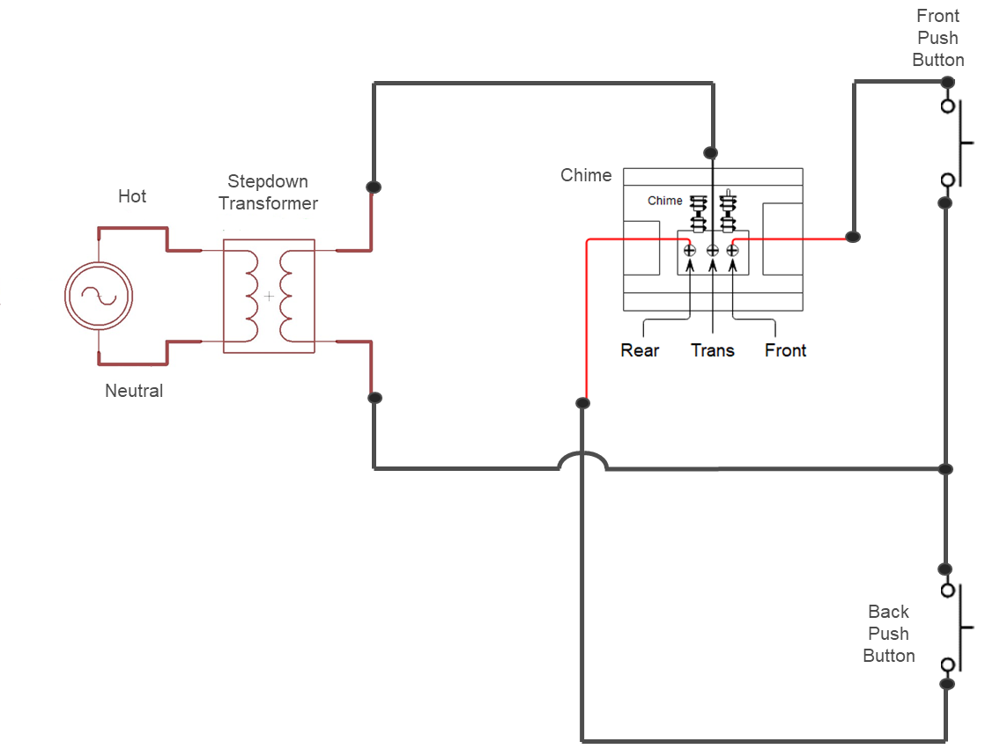 Front
Push
Button
Chime
Stepdown
Transformer
Hot
Chime
Rear
Trans
Front
Neutral
Back
Push
Button